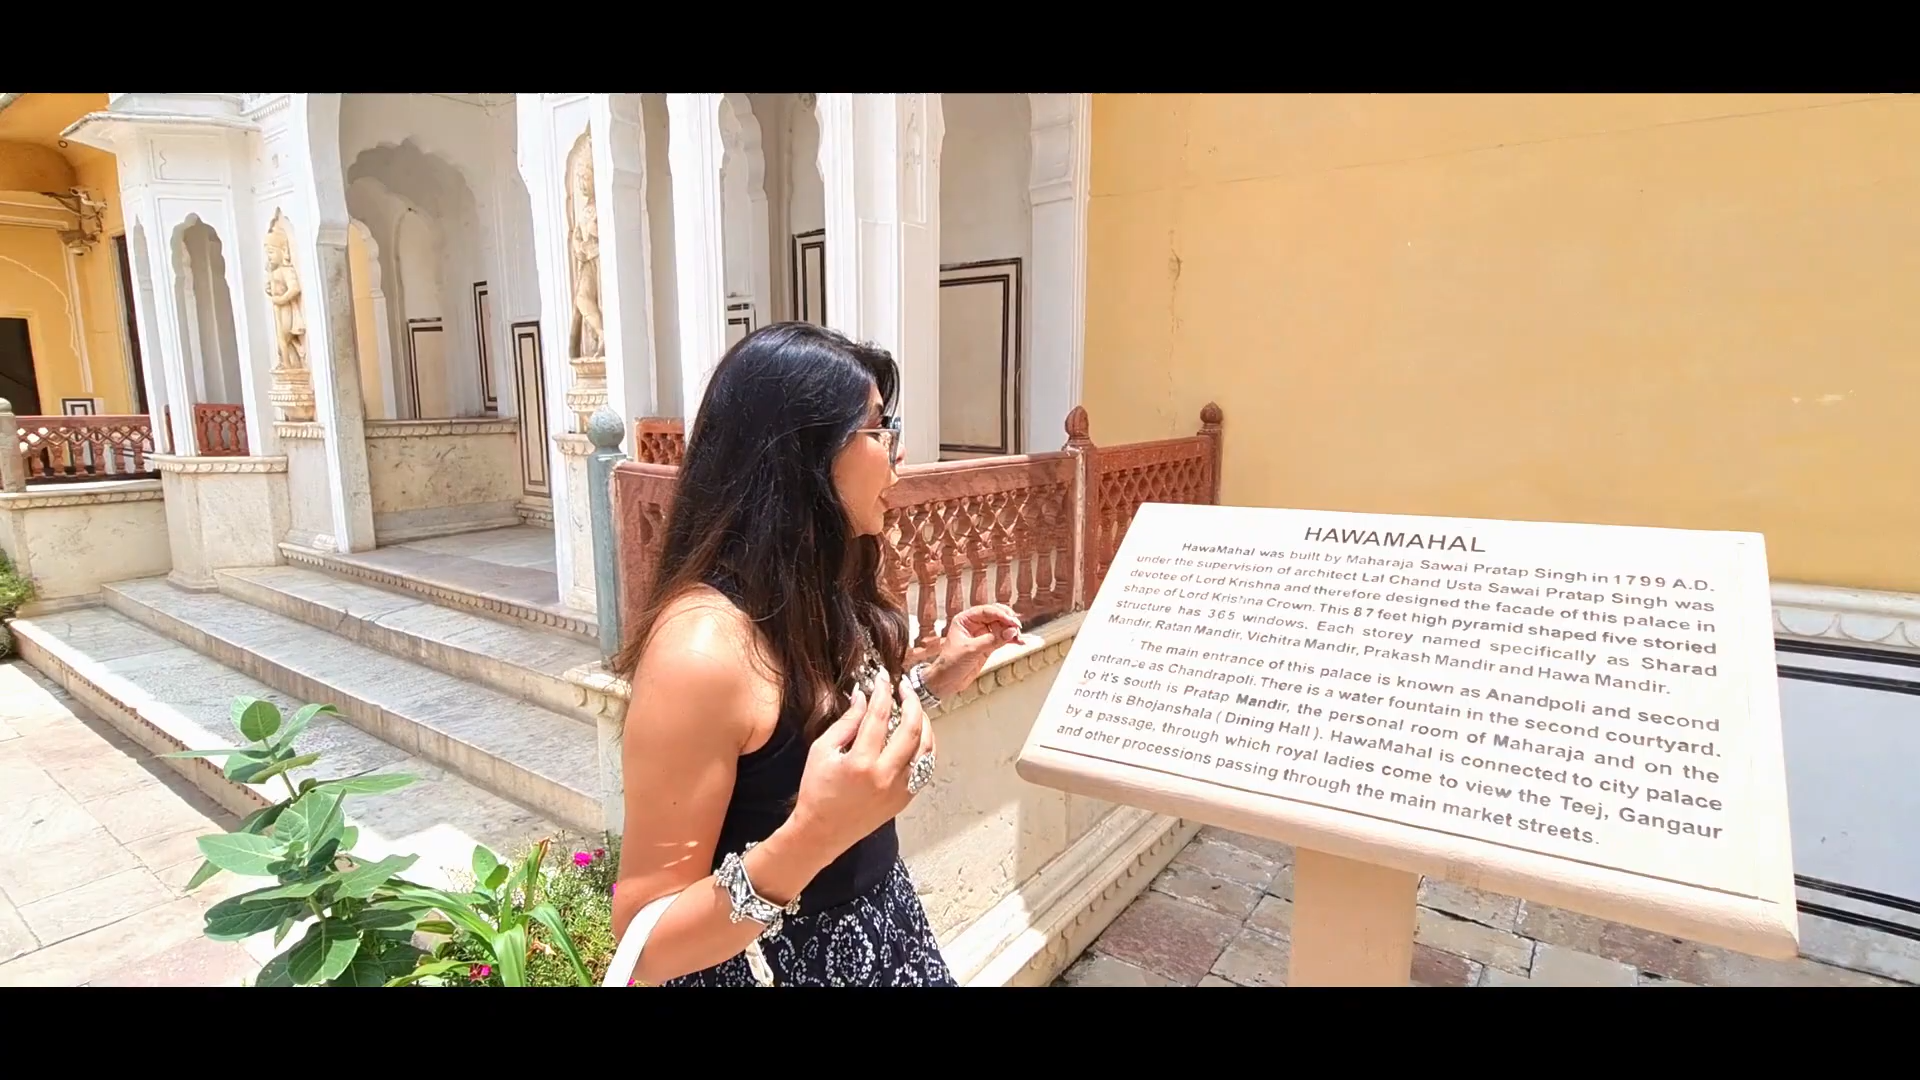 HAWAMAHAL
HawaMahal was built by Maharaja Sawai Pratap Singh in 1799 A.D.
under the supervision of architect Lal Chand Usta Sawai Pratap Singh was
devotee of Lord Krishna and therefore designed the facade of this palace in
shape of Lord Krishna Crown. This 87 feet high pyramid shaped five storied
structure has 365 windows. Each storey named specifically as Sharad
Mandir, Ratan Mandir, Vichitra Mandir, Prakash Mandir and Hawa Mandir.
The main entrance of this palace is known as Anandpoli and second
entrance as Chandrapoli. There is a water fountain in the second courtyard.
to it's south is Pratap Mandir, the personal room of Maharaja and on the
north is Bhojanshala ( Dining Hall ). HawaMahal is connected to city palace
by a passage, through which royal ladies come to view the Teej, Gangaur
and other processions passing through the main market streets.